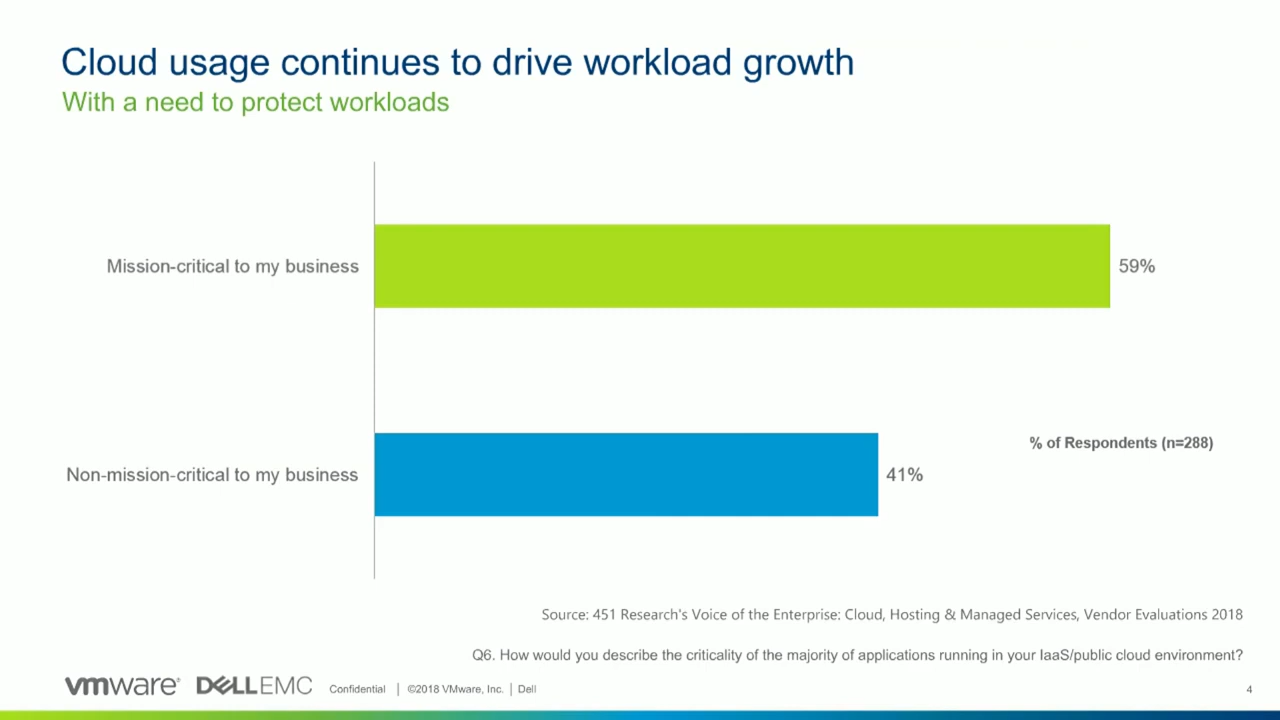 Cloud usage continues to drive workload growth
With a need to protect workloads
Mission-critical to my business
59%
% of Respondents (n=288)
Non-mission-critical to my business
41%
Source: 451 Research's Voice of the Enterprise: Cloud, Hosting & Managed Services, Vendor Evaluations 2018
Q6. How would you describe the criticality of the majority of applications running in your IaaS/public cloud environment?
vmware® DELLEMC Confidential | ©2018 VMware, Inc. | Dell 4